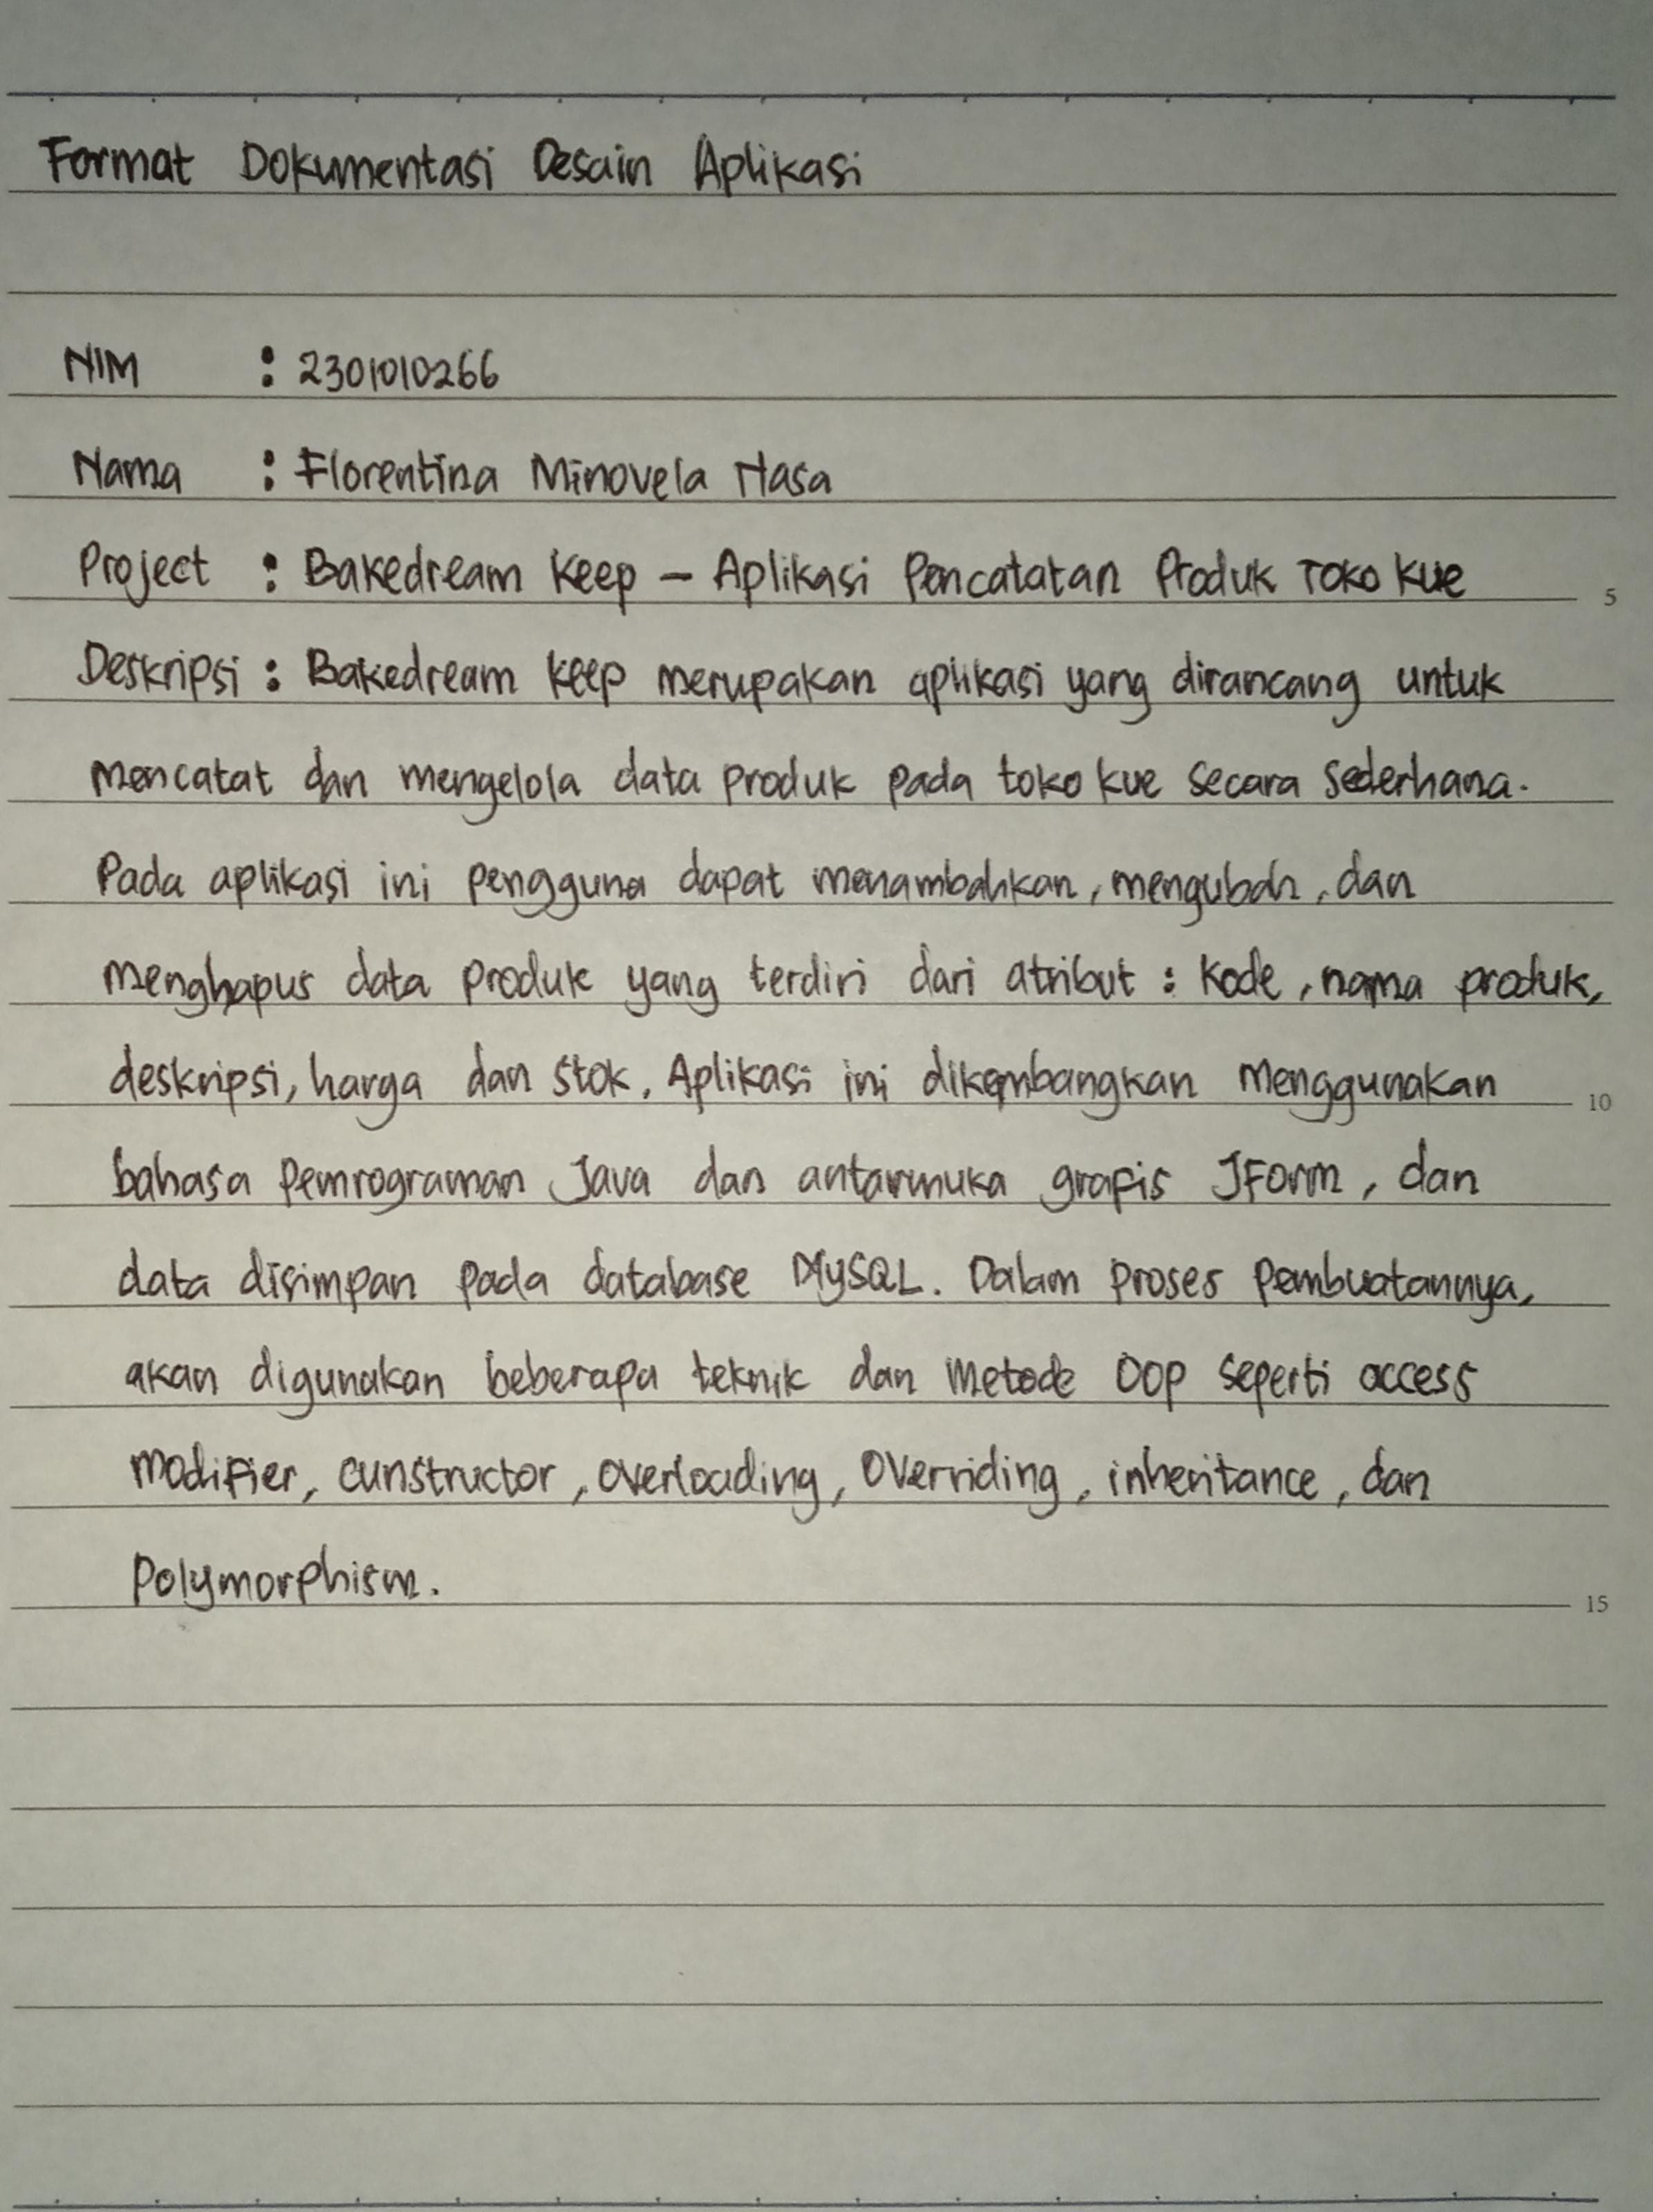 Format Dokumentasi Desain Aplikasi
NIM : 2301010266
Nama : Florentina Minovela Nasa
Project : Bakedream Keep – Aplikasi Pencatatan Produk Toko Kue
5
Deskripsi : Bakedream Keep merupakan aplikasi yang dirancang untuk
mencatat dan mengelola data produk pada toko kue secara sederhana.
Pada aplikasi ini pengguna dapat menambahkan, mengubah, dan
menghapus data produk yang terdiri dari atribut : Kode, nama produk,
deskripsi, harga dan stok. Aplikasi ini dikembangkan menggunakan
10
bahasa Pemrograman Java dan antarmuka grafis JForm, dan
data disimpan pada database MySQL. Dalam proses Pembuatannya,
akan digunakan beberapa teknik dan Metode OOP seperti access
Modifier, cunstructor, overloading, Overriding, inheritance, dan
Polymorphism.
15